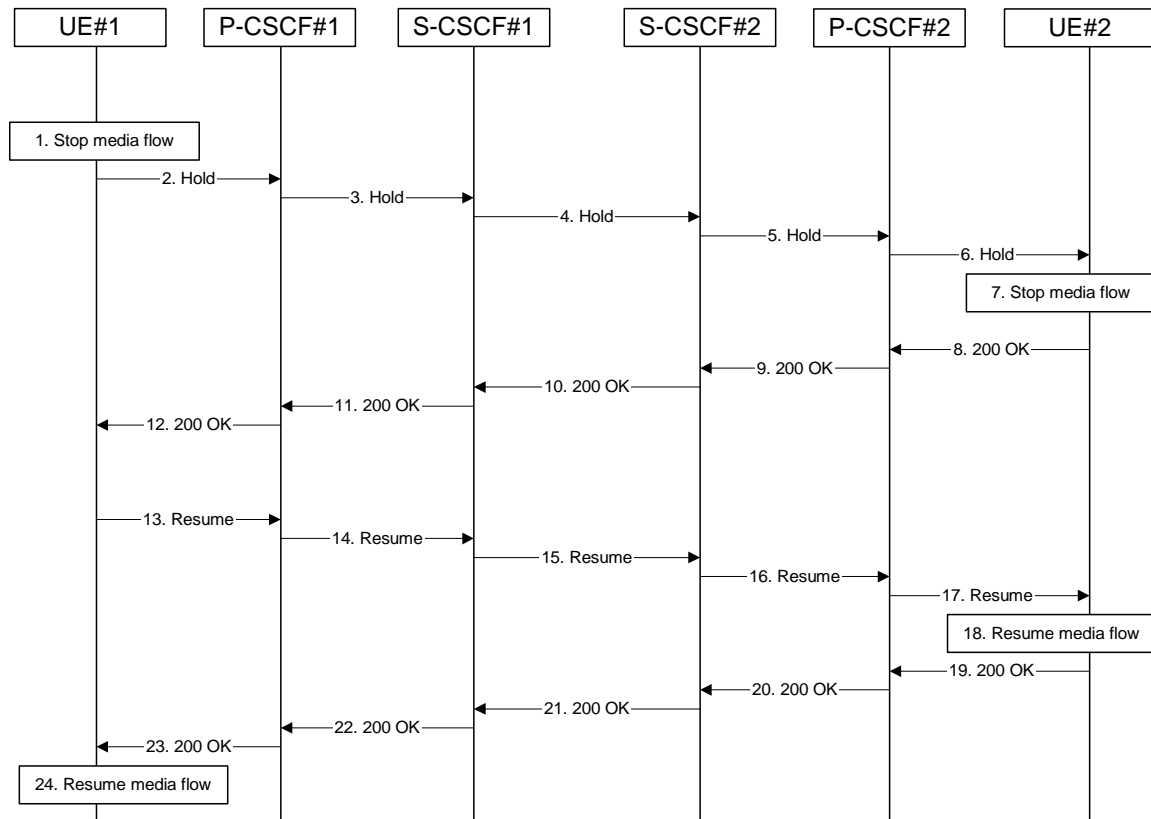 UE#1
P-CSCF#1
S-CSCF#1
S-CSCF#2
P-CSCF#2
UE#2
1. Stop media flow
2. Hold
3. Hold
4. Hold
5. Hold
6. Hold
7. Stop media flow
8. 200 OK
9. 200 OK
10. 200 OK
11. 200 OK
12. 200 OK
13. Resume
14. Resume
15. Resume
16. Resume
17. Resume
18. Resume media flow
19. 200 OK
20. 200 OK
21. 200 OK
22. 200 OK
23. 200 OK
24. Resume media flow